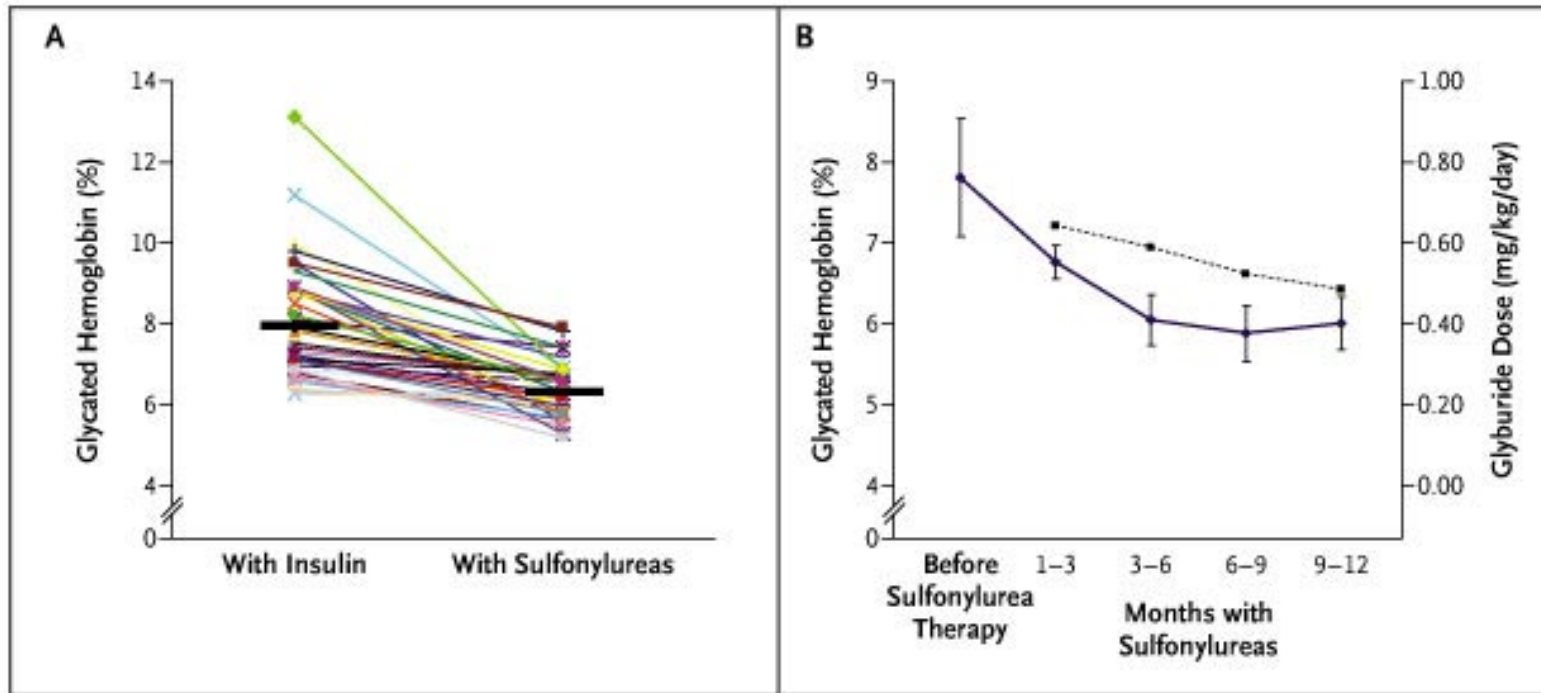 A
Glycated Hemoglobin (%)
14
12
10
8
6
4
0
With Insulin
With Sulfonylureas
B
Glycated Hemoglobin (%)
9
8
7
6
5
4
0
1.00
0.80
0.60
0.40
0.20
0.00
Glyburide Dose (mg/kg/day)
Before
Sulfonylurea
Therapy
1–3
3–6
6–9
9–12
Months with
Sulfonylureas